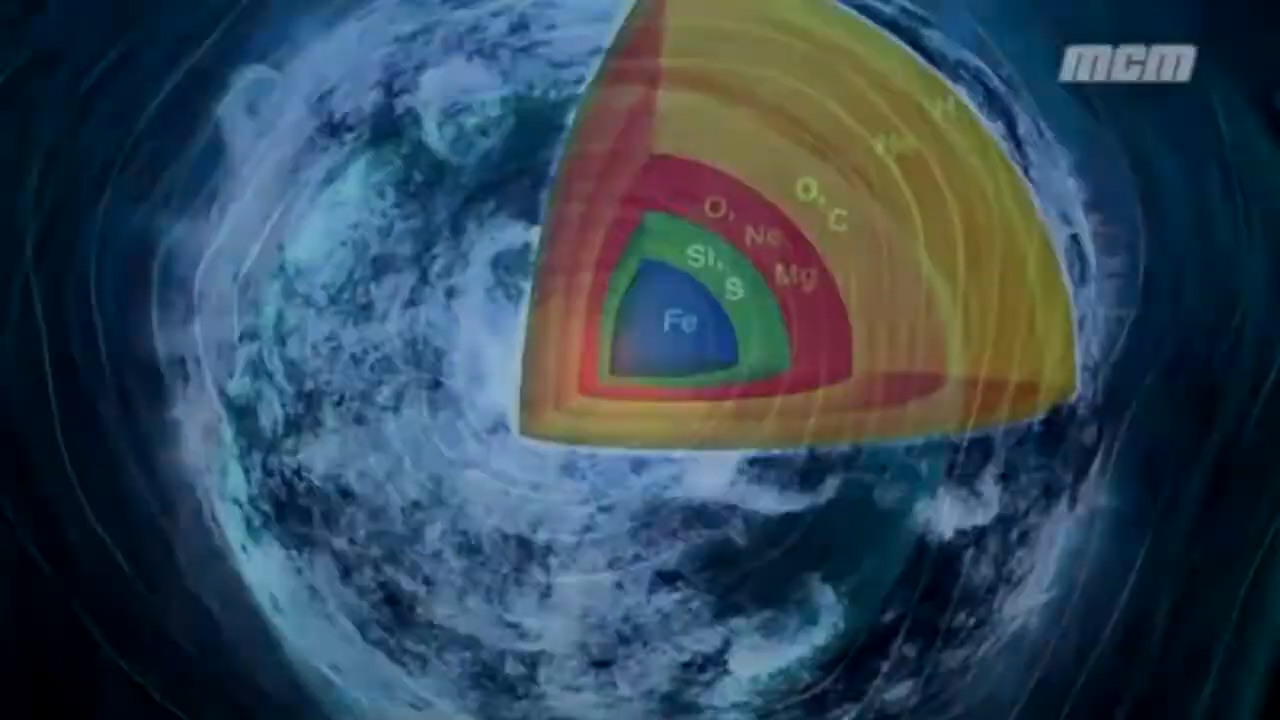 mcm
O, C
O, Ne,
Mg
Si,
S
Fe